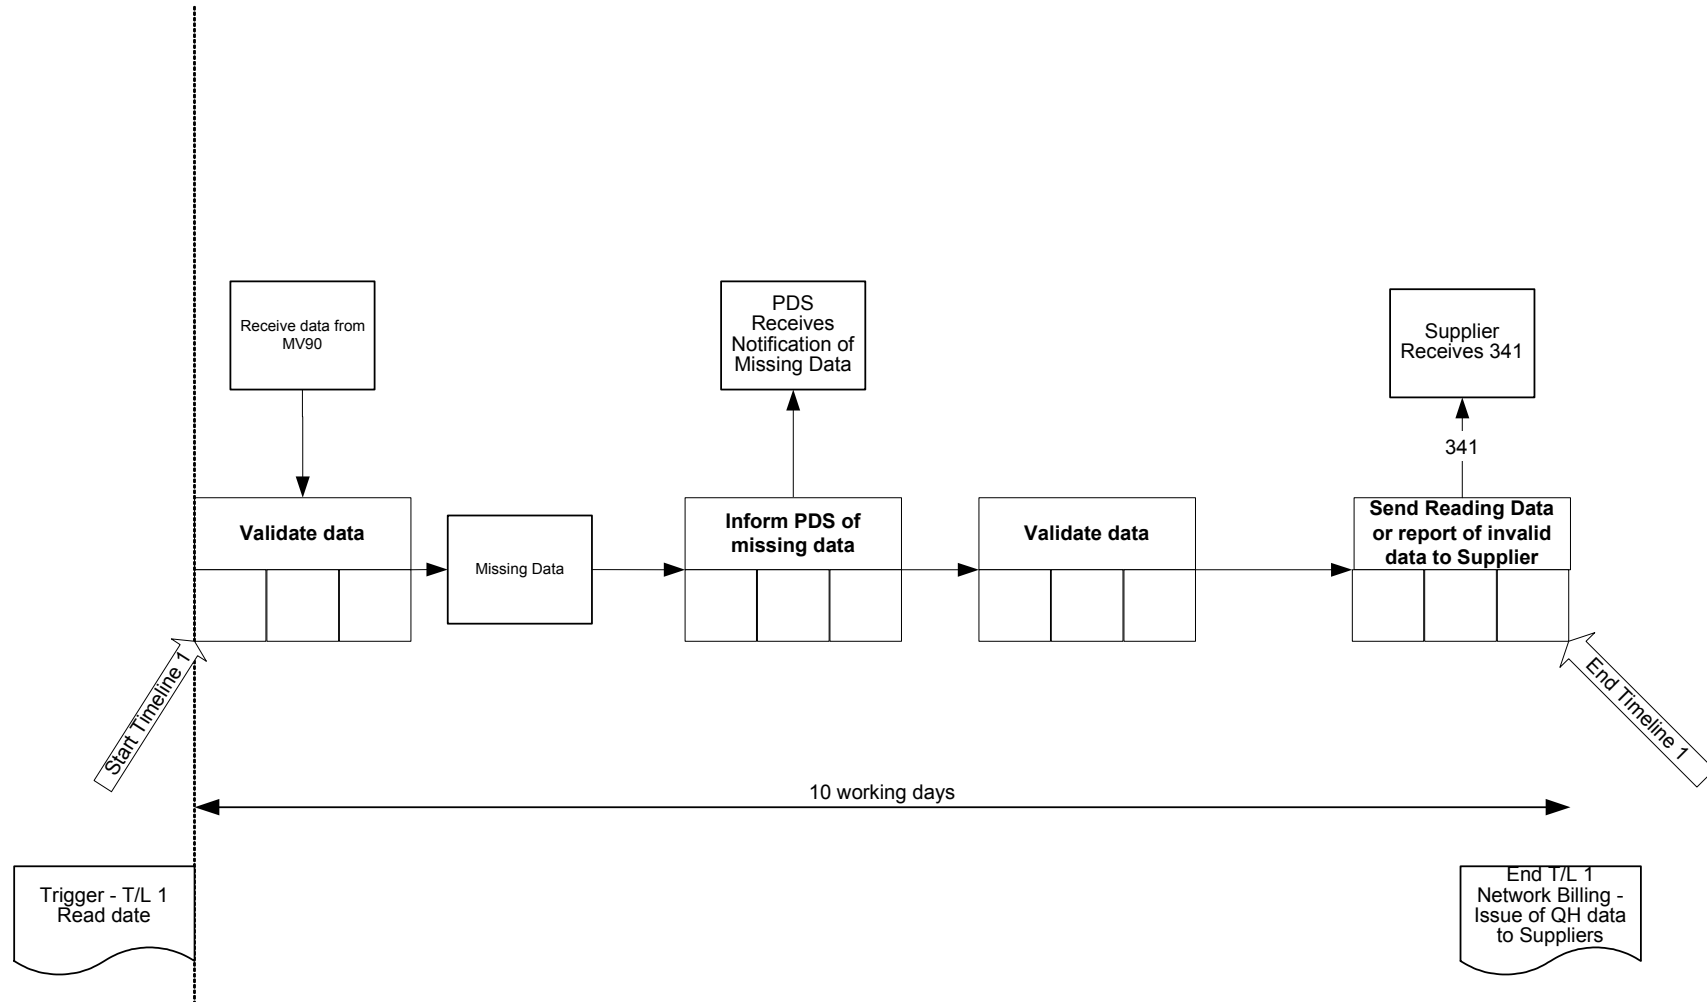 Receive data from
MV90
PDS
Receives
Notification of
Missing Data
Supplier
Receives 341
341
Validate data
Missing Data
Inform PDS of
missing data
Validate data
Send Reading Data
or report of invalid
data to Supplier
Start Timeline 1
End Timeline 1
10 working days
Trigger - T/L 1
Read date
End T/L 1
Network Billing -
Issue of QH data
to Suppliers